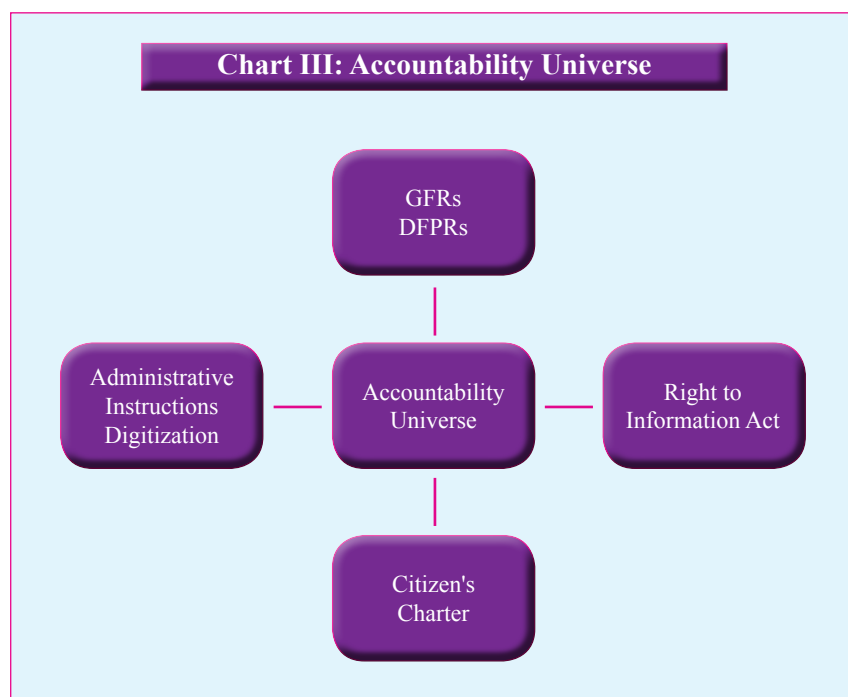 Chart III: Accountability Universe
GFRs
DFPRs
Administrative
Instructions
Digitization
Accountability
Universe
Right to
Information Act
Citizen's
Charter